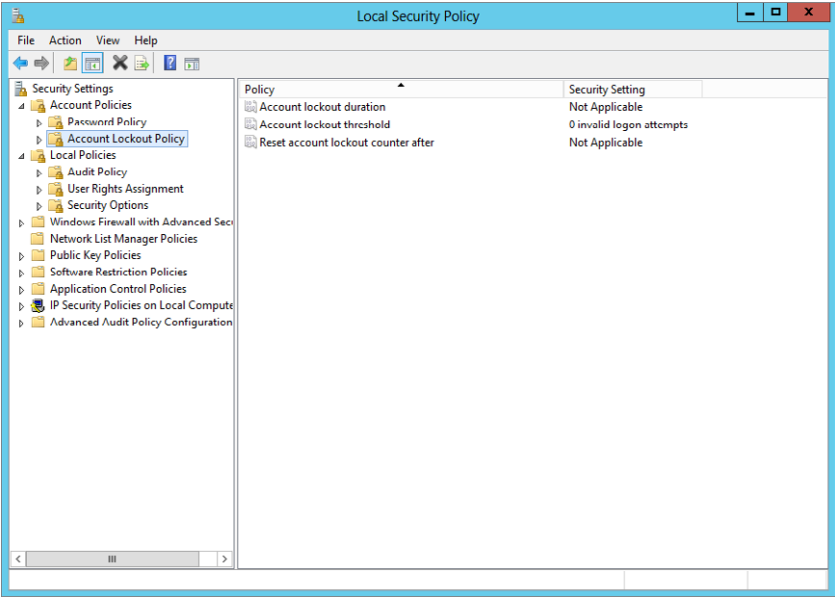 Local Security Policy
File Action View Help
Security Settings
Account Policies
Password Policy
Account Lockout Policy
Local Policies
Audit Policy
User Rights Assignment
Security Options
Windows Firewall with Advanced Secu
Network List Manager Policies
Public Key Policies
Software Restriction Policies
Application Control Policies
IP Security Policies on Local Compute
Advanced Audit Policy Configuration
Policy Security Setting
Account lockout duration Not Applicable
Account lockout threshold 0 invalid logon attempts
Reset account lockout counter after Not Applicable